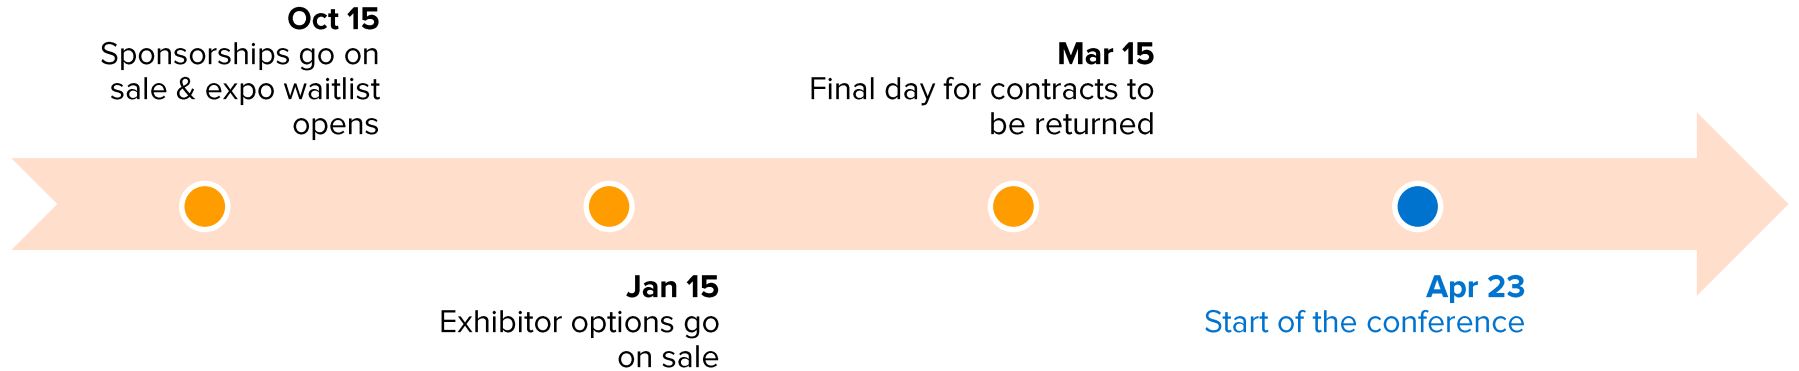 Oct 15
Sponsorships go on
sale & expo waitlist
opens
Jan 15
Exhibitor options go
on sale
Mar 15
Final day for contracts to
be returned
Apr 23
Start of the conference